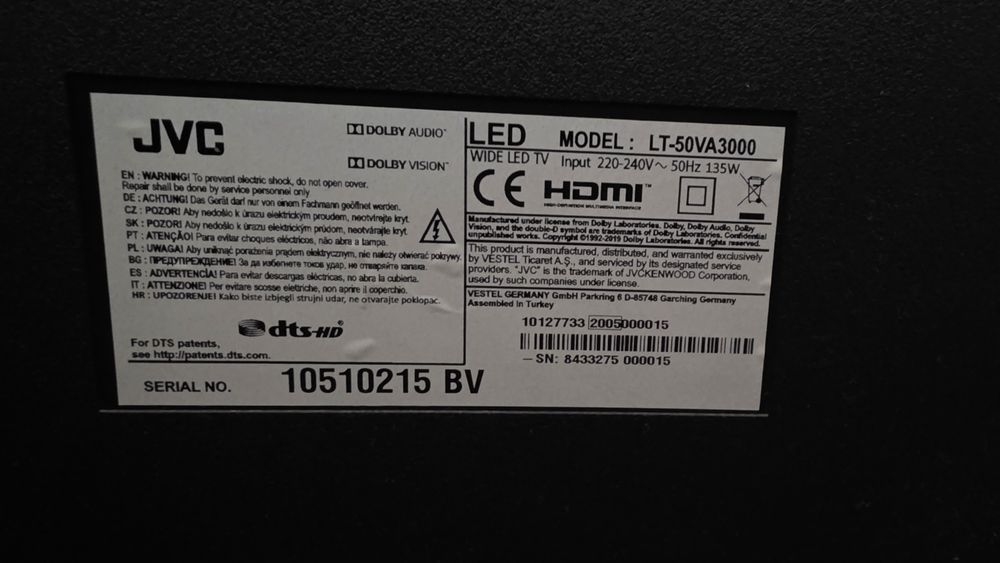 JVC
DOLBY AUDIO™
DOLBY VISION™
EN : WARNING! To prevent electric shock, do not open cover.
Repair shall be done by service personnel only
DE : ACHTUNG! Das Gerät darf nur von einem Fachmann geöffnet werden.
CZ : POZOR! Aby nedošlo k úrazu elektrickým proudem, neotvírejte kryt.
SK : POZOR! Aby nedošlo k úrazu elektrickým prúdom, neotvárajte kryt.
PT : ATENÇÃO! Para evitar choques eléctricos, não abra a tampa.
PL : UWAGA! Aby uniknąć porażenia prądem elektrycznym, nie należy otwierać pokrywy.
BG : ПРЕДУПРЕЖДЕНИЕ! За да избегнете токов удар, не отваряйте капака.
ES : ADVERTENCIA! Para evitar descargas eléctricas, no abra la cubierta.
IT : ATTENZIONE! Per evitare scosse elettriche, non aprire il coperchio.
HR : UPOZORENJE! Kako biste izbjegli strujni udar, ne otvarajte poklopac.
dts-HD®
For DTS patents,
see http://patents.dts.com.
SERIAL NO. 10510215 BV
LED MODEL : LT-50VA3000
WIDE LED TV Input 220-240V~ 50Hz 135W
CE HDMI™
HIGH-DEFINITION MULTIMEDIA INTERFACE
Manufactured under license from Dolby Laboratories. Dolby, Dolby Audio, Dolby
Vision, and the double-D symbol are trademarks of Dolby Laboratories. Confidential
unpublished works. Copyright ©1992-2019 Dolby Laboratories. All rights reserved.
This product is manufactured, distributed, and warranted exclusively
by VESTEL Ticaret A.Ş., and serviced by its designated service
providers. "JVC" is the trademark of JVCKENWOOD Corporation,
used by such companies under license.
VESTEL GERMANY GmbH Parkring 6 D-85748 Garching Germany
Assembled in Turkey
10127733 2005000015
SN: 8433275 000015